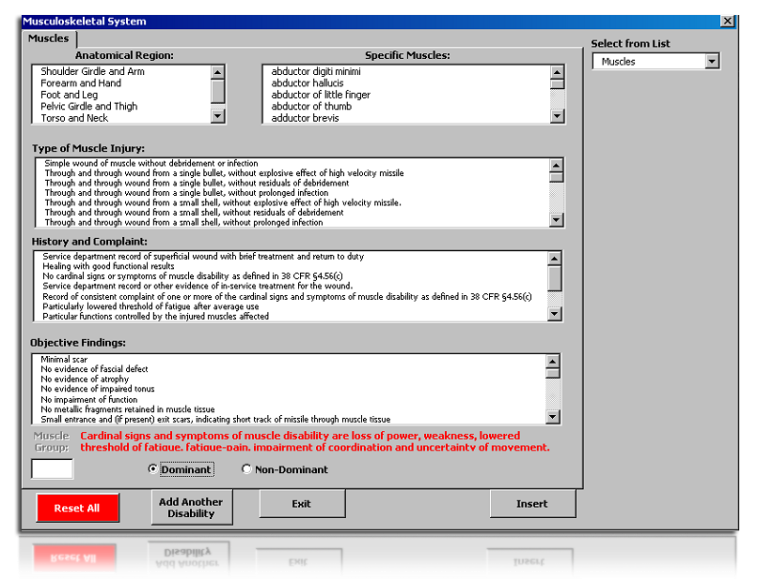 Musculoskeletal System
Muscles
Select from List
Muscles
Anatomical Region:
Shoulder Girdle and Arm
Forearm and Hand
Foot and Leg
Pelvic Girdle and Thigh
Torso and Neck
Specific Muscles:
abductor digiti minimi
abductor hallucis
abductor of little finger
abductor of thumb
adductor brevis
Type of Muscle Injury:
Simple wound of muscle without debridement or infection
Through and through wound from a single bullet, without explosive effect of high velocity missile
Through and through wound from a single bullet, without residuals of debridement
Through and through wound from a single bullet, without prolonged infection
Through and through wound from a small shell, without explosive effect of high velocity missile.
Through and through wound from a small shell, without residuals of debridement
Through and through wound from a small shell, without prolonged infection
History and Complaint:
Service department record of superficial wound with brief treatment and return to duty
Healing with good functional results
No cardinal signs or symptoms of muscle disability as defined in 38 CFR §4.56(c)
Service department record or other evidence of in-service treatment for the wound.
Record of consistent complaint of one or more of the cardinal signs and symptoms of muscle disability as defined in 38 CFR §4.56(c)
Particularly lowered threshold of fatigue after average use
Particular functions controlled by the injured muscles affected
Objective Findings:
Minimal scar
No evidence of fascial defect
No evidence of atrophy
No evidence of impaired tonus
No impairment of function
No metallic fragments retained in muscle tissue
Small entrance and (if present) exit scars, indicating short track of missile through muscle tissue
Muscle
Group:
Cardinal signs and symptoms of muscle disability are loss of power, weakness, lowered
threshold of fatigue, fatigue-pain, impairment of coordination and uncertainty of movement.
Dominant
Non-Dominant
Reset All
Add Another
Disability
Exit
Insert